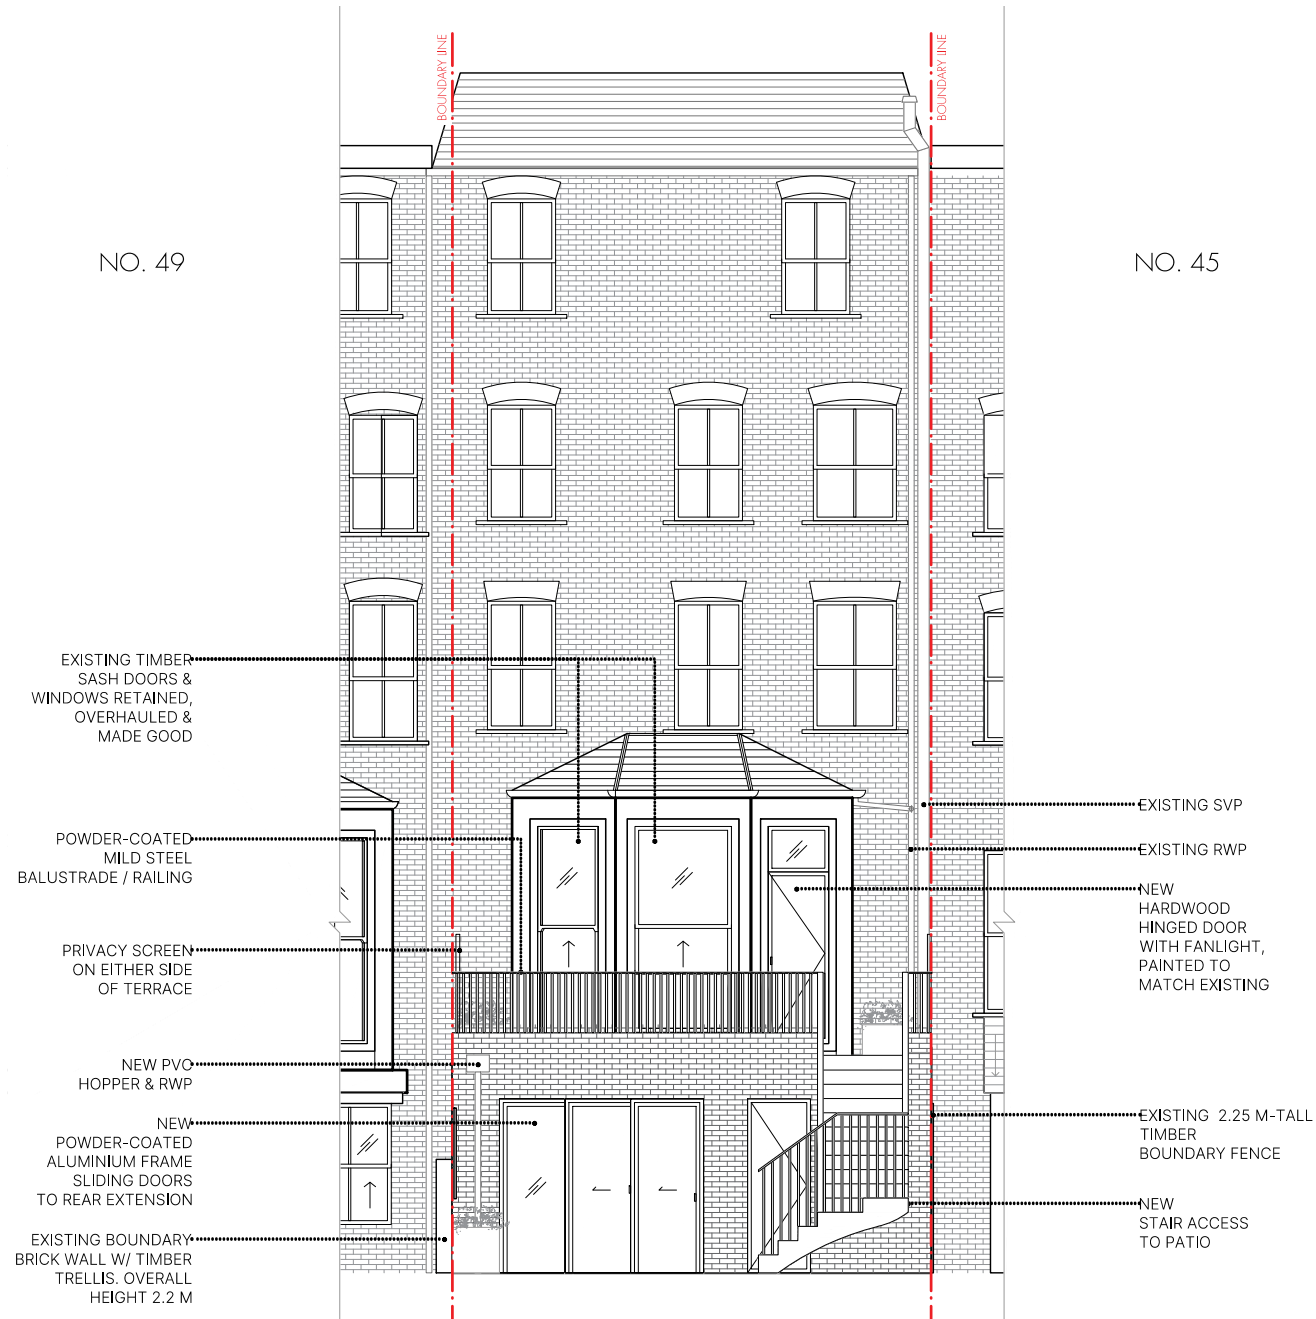 BOUNDARY LINE
BOUNDARY LINE
NO. 49
NO. 45
EXISTING TIMBER
SASH DOORS &
WINDOWS RETAINED,
OVERHAULED &
MADE GOOD
POWDER-COATED
MILD STEEL
BALUSTRADE / RAILING
PRIVACY SCREEN
ON EITHER SIDE
OF TERRACE
NEW PVC
HOPPER & RWP
NEW
POWDER-COATED
ALUMINIUM FRAME
SLIDING DOORS
TO REAR EXTENSION
EXISTING BOUNDARY
BRICK WALL W/ TIMBER
TRELLIS. OVERALL
HEIGHT 2.2 M
EXISTING SVP
EXISTING RWP
NEW
HARDWOOD
HINGED DOOR
WITH FANLIGHT,
PAINTED TO
MATCH EXISTING
EXISTING 2.25 M-TALL
TIMBER
BOUNDARY FENCE
NEW
STAIR ACCESS
TO PATIO